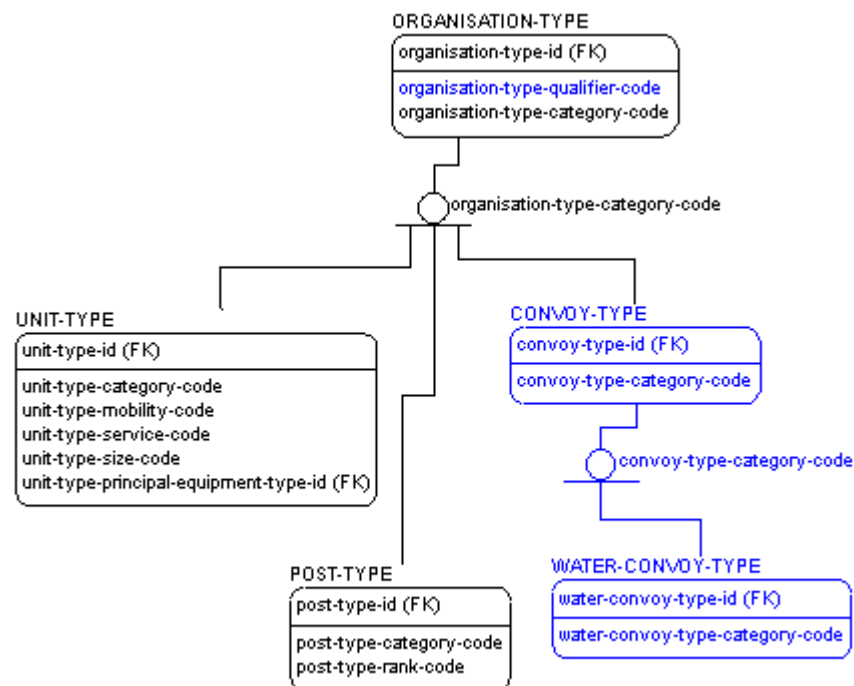 ORGANISATION-TYPE
organisation-type-id (FK)
organisation-type-qualifier-code
organisation-type-category-code
organisation-type-category-code
UNIT-TYPE
unit-type-id (FK)
unit-type-category-code
unit-type-mobility-code
unit-type-service-code
unit-type-size-code
unit-type-principal-equipment-type-id (FK)
CONVOY-TYPE
convoy-type-id (FK)
convoy-type-category-code
convoy-type-category-code
POST-TYPE
post-type-id (FK)
post-type-category-code
post-type-rank-code
WATER-CONVOY-TYPE
water-convoy-type-id (FK)
water-convoy-type-category-code